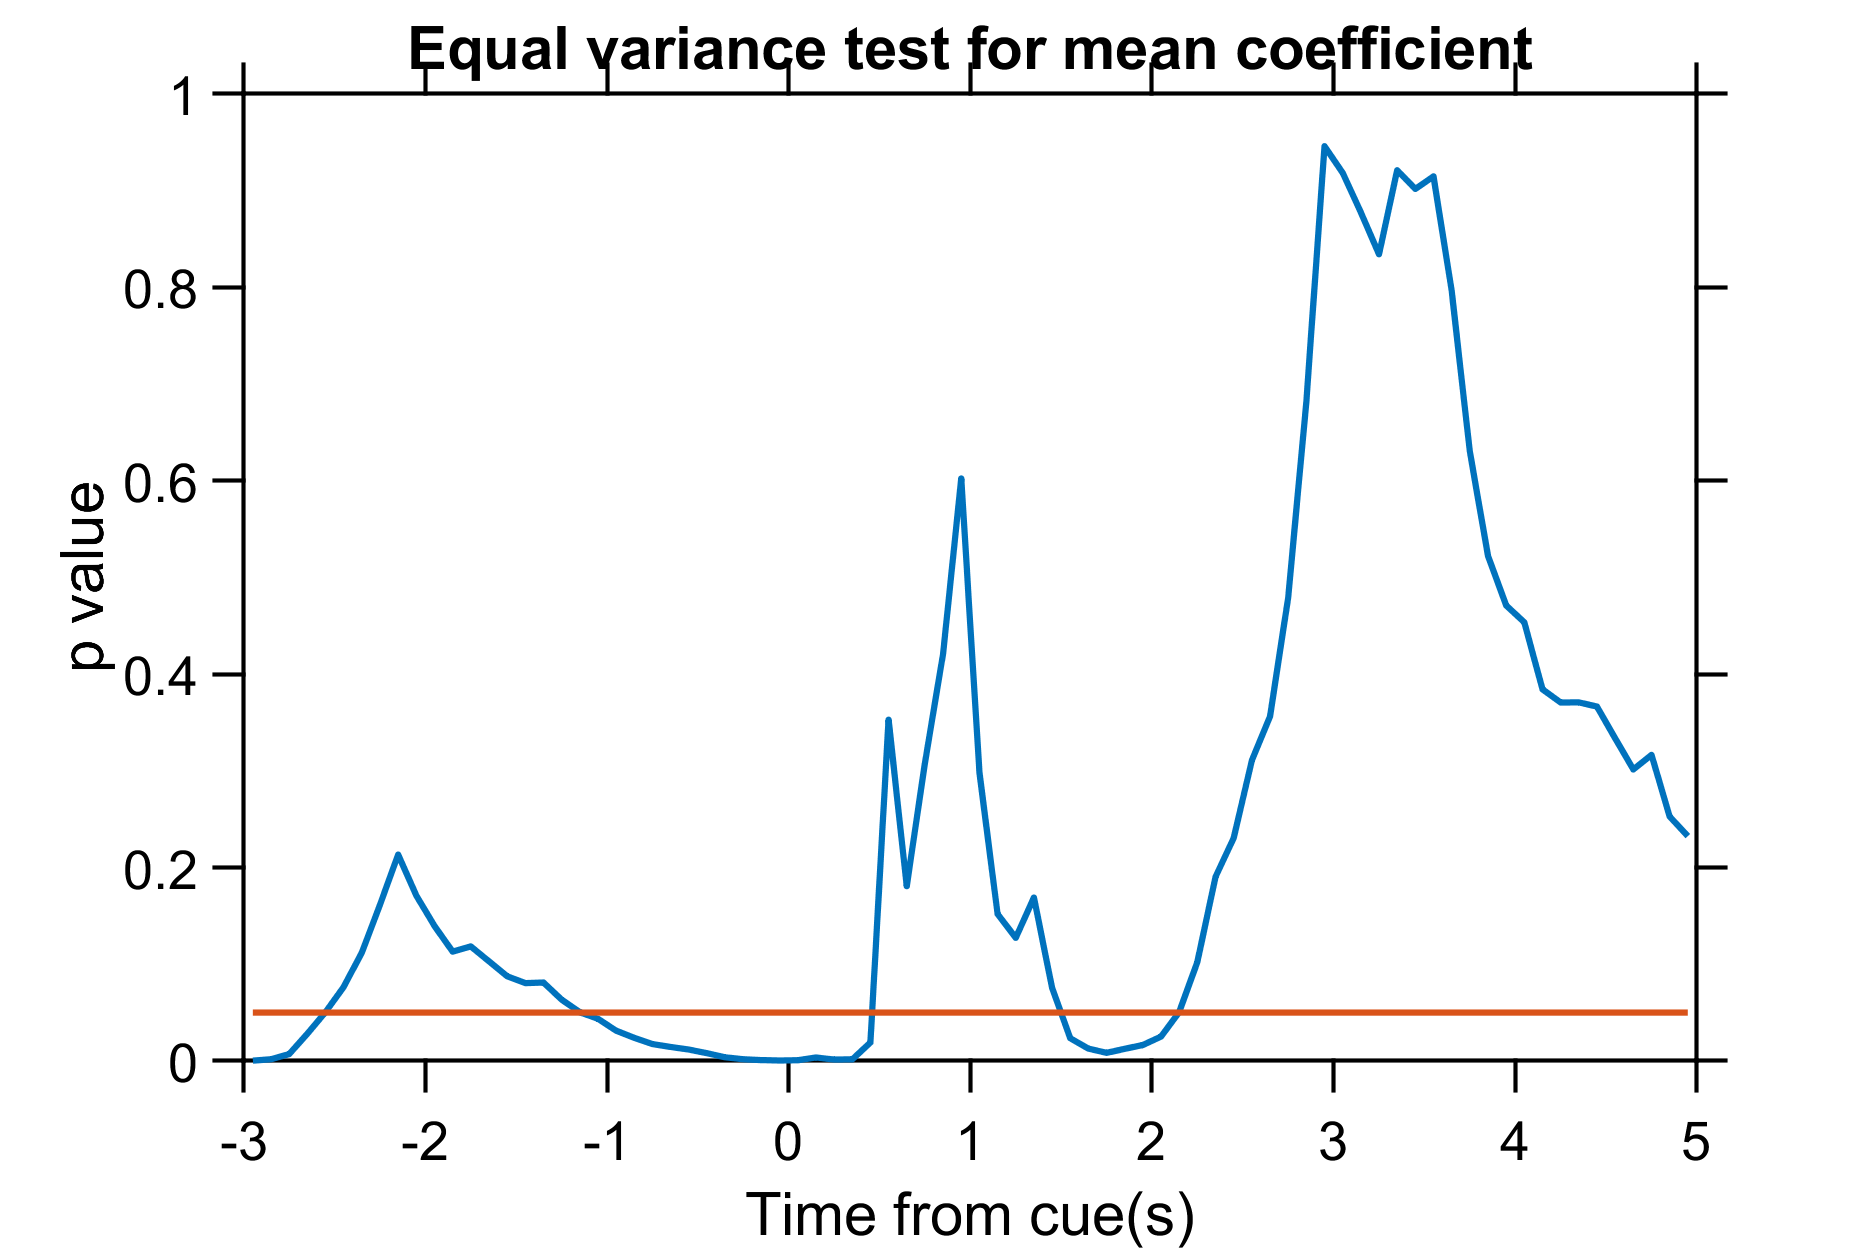 Equal variance test for mean coefficient
1
0.8
0.6
0.4
0.2
0
p value
-3 -2 -1 0 1 2 3 4 5
Time from cue(s)